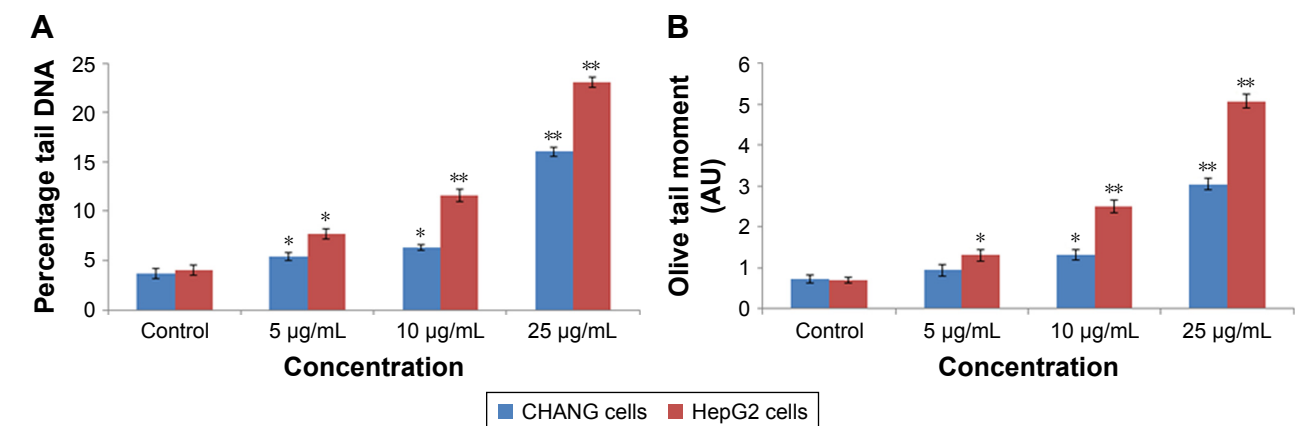 A
Percentage tail DNA
25
20
15
10
5
0
* * * ** ** **
Control 5 µg/mL 10 µg/mL 25 µg/mL
Concentration
B
Olive tail moment
(AU)
6
5
4
3
2
1
0
* * ** ** **
Control 5 µg/mL 10 µg/mL 25 µg/mL
Concentration
CHANG cells HepG2 cells